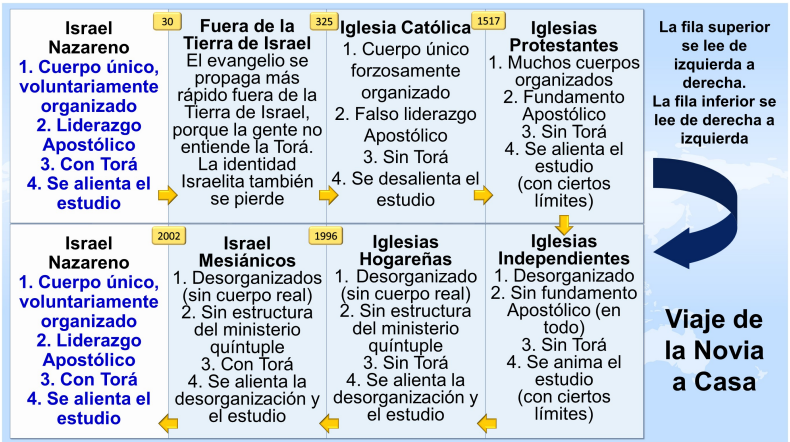 Israel
Nazareno
1. Cuerpo único,
voluntariamente
organizado
2. Liderazgo
Apostólico
3. Con Torá
4. Se alienta el
estudio
30
Fuera de la
Tierra de Israel
El evangelio se
propaga más
rápido fuera de la
Tierra de Israel,
porque la gente no
entiende la Torá.
La identidad
Israelita también
se pierde
325
Iglesia Católica
1. Cuerpo único
forzosamente
organizado
2. Falso liderazgo
Apostólico
3. Sin Torá
4. Se desalienta el
estudio
1517
Iglesias
Protestantes
1. Muchos cuerpos
organizados
2. Fundamento
Apostólico
3. Sin Torá
4. Se alienta el
estudio
(con ciertos
límites)
La fila superior
se lee de
izquierda a
derecha.
La fila inferior se
lee de derecha a
izquierda
Iglesias
Independientes
1. Desorganizado
2. Sin fundamento
Apostólico (en
todo)
3. Sin Torá
4. Se anima el
estudio
(con ciertos
límites)
Iglesias
Hogareñas
1. Desorganizado
(sin cuerpo real)
2. Sin estructura
del ministerio
quíntuple
3. Sin Torá
4. Se alienta la
desorganización y
el estudio
1996
Israel
Mesiánicos
1. Desorganizados
(sin cuerpo real)
2. Sin estructura
del ministerio
quíntuple
3. Con Torá
4. Se alienta la
desorganización y
el estudio
2002
Israel
Nazareno
1. Cuerpo único,
voluntariamente
organizado
2. Liderazgo
Apostólico
3. Con Torá
4. Se alienta el
estudio
Viaje de
la Novia
a Casa